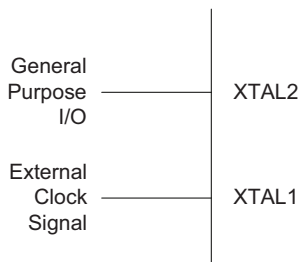 General
Purpose
I/O
XTAL2
External
Clock
Signal
XTAL1